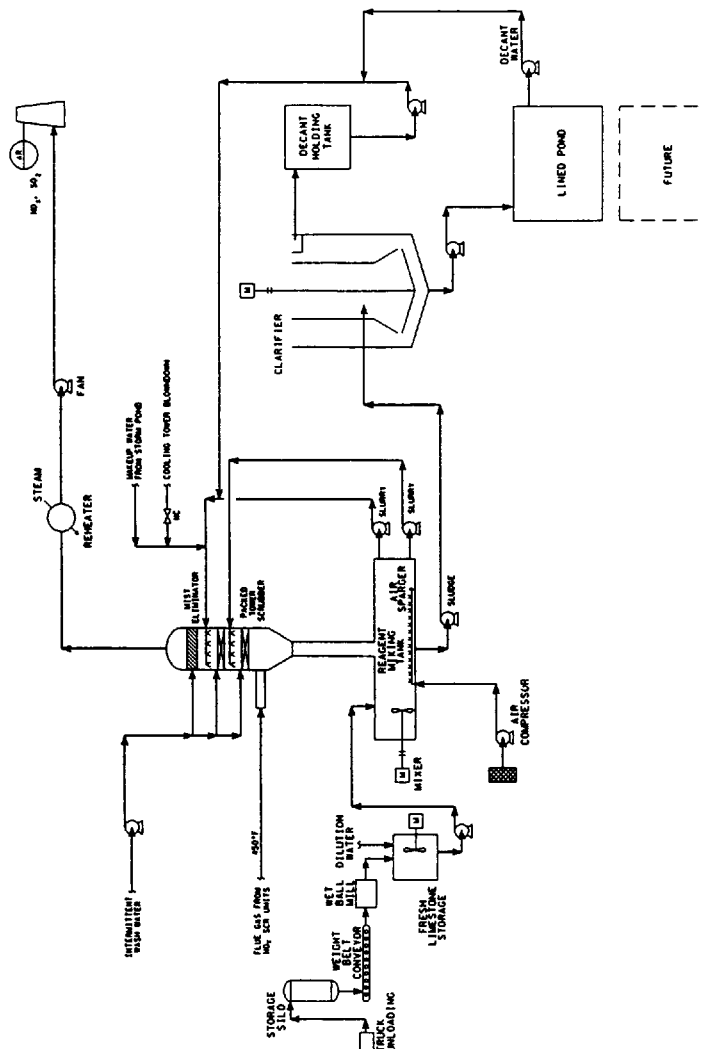 AR
NOₓ, SO₂
FAN
STEAM
REHEATER
MAKEUP WATER
FROM STORM POND
COOLING TOWER BLOWDOWN
NC
MIST
ELIMINATOR
PACKED
TOWER
SCRUBBER
INTERMITTENT
WASH WATER
FLUE GAS FROM
NOₓ SCR UNITS
450°F
SLURRY
SLURRY
REAGENT
MIXING
TANK
AIR
SPARGER
SLUDGE
M
MIXER
AIR
COMPRESSOR
TRUCK
UNLOADING
STORAGE
SILO
WEIGHT
BELT
CONVEYOR
WET
BALL
MILL
DILUTION
WATER
M
FRESH
LIMESTONE
STORAGE
CLARIFIER
M
DECANT
HOLDING
TANK
DECANT
WATER
LINED POND
FUTURE